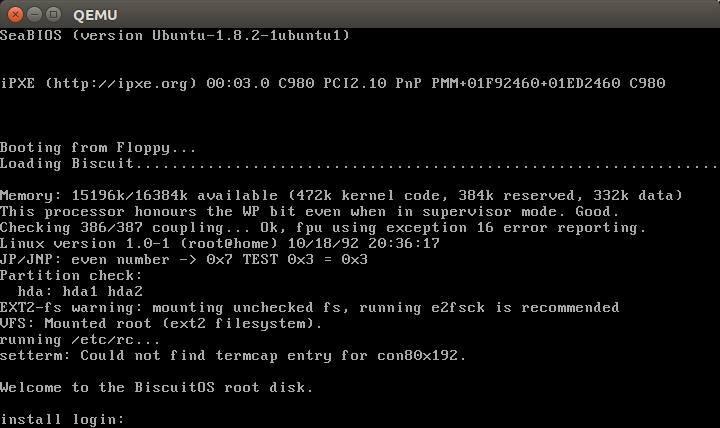 QEMU
SeaBIOS (version Ubuntu-1.8.2-1ubuntu1)
iPXE (http://ipxe.org) 00:03.0 C980 PCI2.10 PnP PMM+01F92460+01ED2460 C980
Booting from Floppy...
Loading Biscuit.........................................................................
Memory: 15196k/16384k available (472k kernel code, 384k reserved, 332k data)
This processor honours the WP bit even when in supervisor mode. Good.
Checking 386/387 coupling... Ok, fpu using exception 16 error reporting.
Linux version 1.0-1 (root@home) 10/18/92 20:36:17
JP/JNP: even number -> 0x7 TEST 0x3 = 0x3
Partition check:
  hda: hda1 hda2
EXT2-fs warning: mounting unchecked fs, running e2fsck is recommended
VFS: Mounted root (ext2 filesystem).
running /etc/rc...
setterm: Could not find termcap entry for con80x192.
Welcome to the BiscuitOS root disk.
install login: